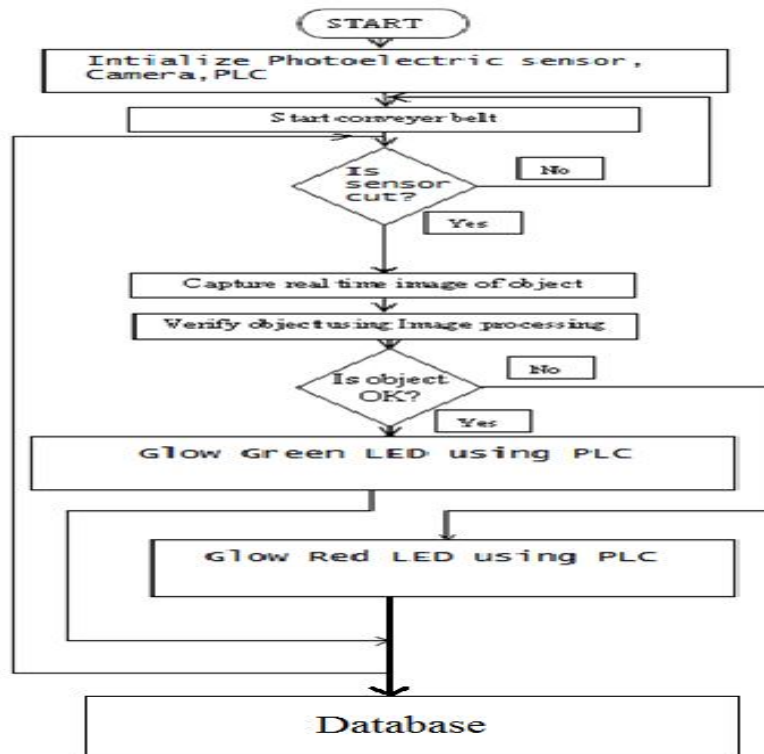 START
Intialize Photoelectric sensor,
Camera,PLC
Start conveyer belt
Is
sensor
cut?
No
Yes
Capture real time image of object
Verify object using Image processing
Is object
OK?
No
Yes
Glow Green LED using PLC
Glow Red LED using PLC
Database